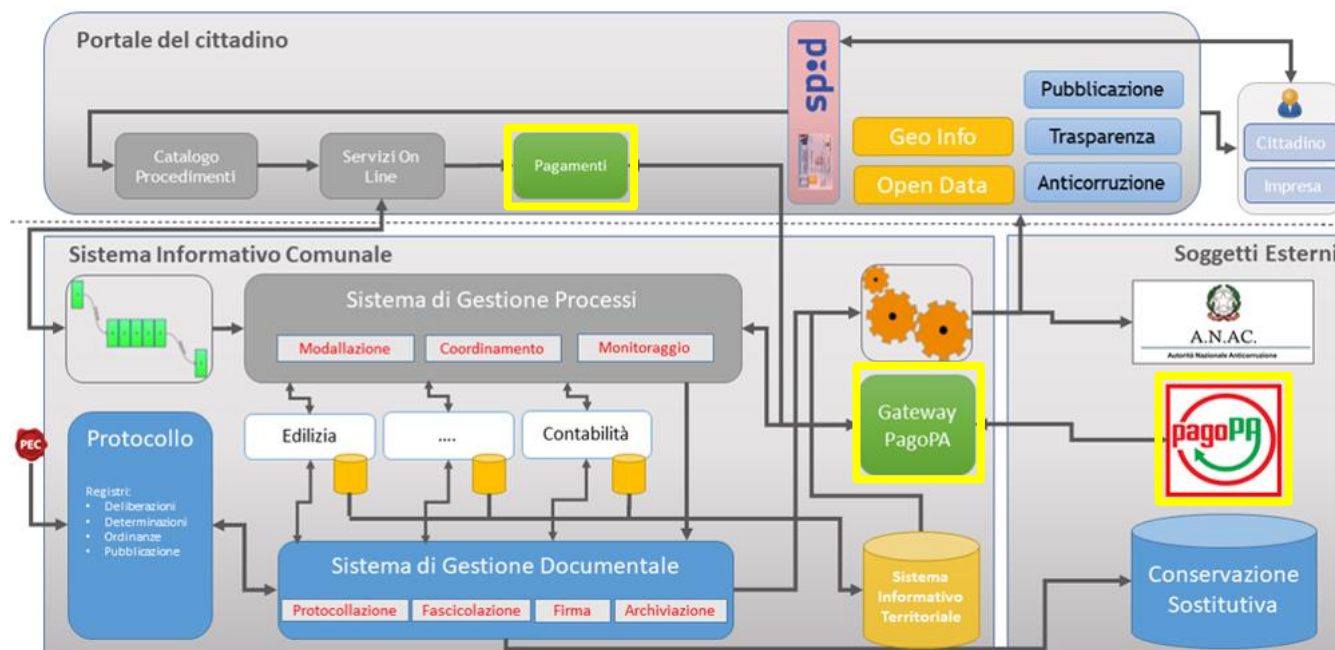 Portale del cittadino
spid
Pubblicazione
Geo Info
Trasparenza
Cittadino
Catalogo
Procedimenti
Servizi On
Line
Pagamenti
Open Data
Anticorruzione
Impresa
Sistema Informativo Comunale
Soggetti Esterni
Sistema di Gestione Processi
Modallazione
Coordinamento
Monitoraggio
A.N.AC.
Autorità Nazionale Anticorruzione
PEC
Protocollo
Registri:
• Deliberazioni
• Determinazioni
• Ordinanze
• Pubblicazione
Edilizia
....
Contabilità
Gateway
PagoPA
pagoPA
Sistema di Gestione Documentale
Protocollazione
Fascicolazione
Firma
Archiviazione
Sistema
Informativo
Territoriale
Conservazione
Sostitutiva